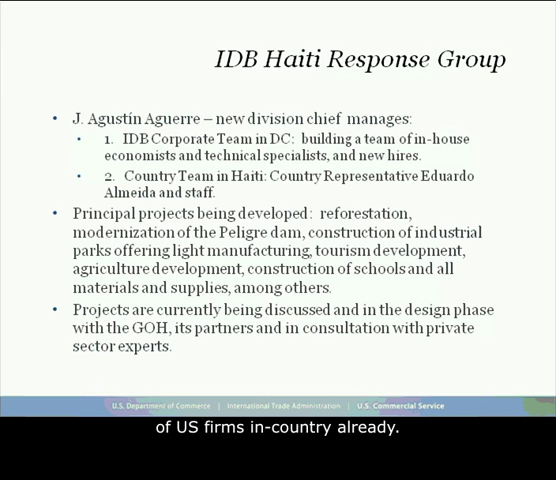 IDB Haiti Response Group
• J. Agustín Aguerre – new division chief manages:
• 1. IDB Corporate Team in DC: building a team of in-house
economists and technical specialists, and new hires.
• 2. Country Team in Haiti: Country Representative Eduardo
Almeida and staff.
• Principal projects being developed: reforestation,
modernization of the Peligre dam, construction of industrial
parks offering light manufacturing, tourism development,
agriculture development, construction of schools and all
materials and supplies, among others.
• Projects are currently being discussed and in the design phase
with the GOH, its partners and in consultation with private
sector experts.
U.S. Department of Commerce | International Trade Administration | U.S. Commercial Service
of US firms in-country already.